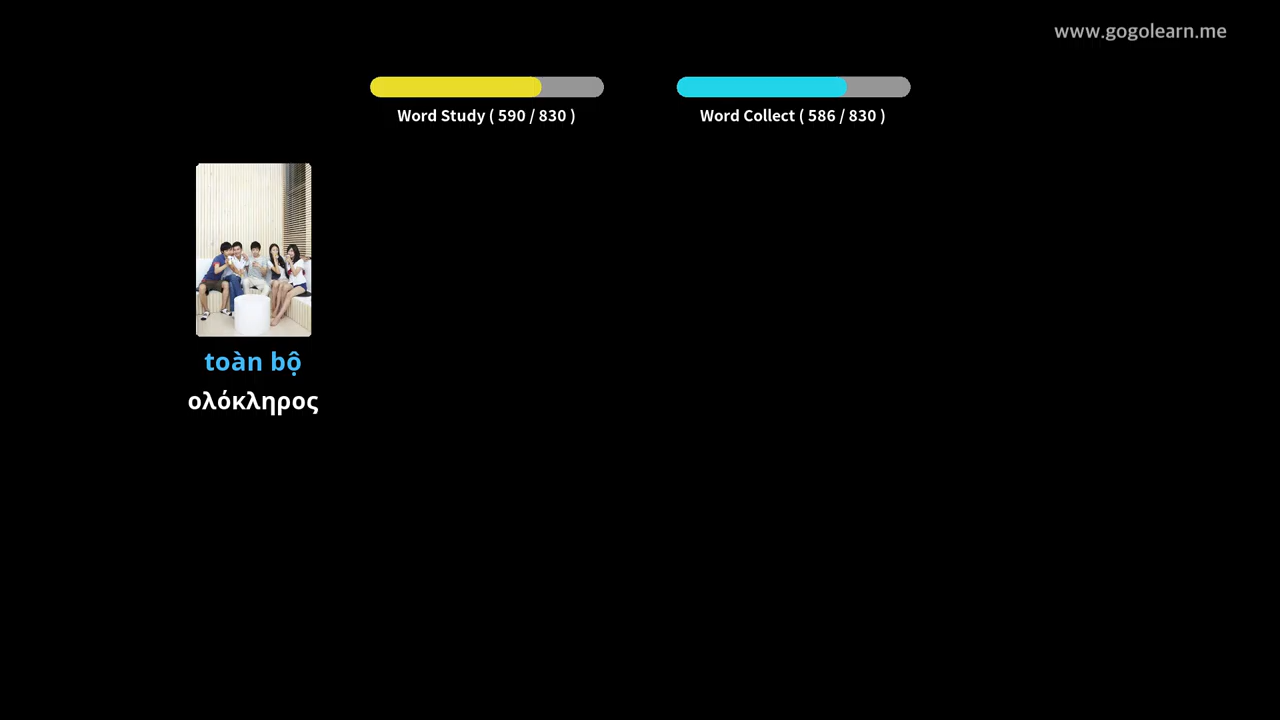 www.gogolearn.me
Word Study ( 590 / 830 )
Word Collect ( 586 / 830 )
toàn bộ
ολόκληρος